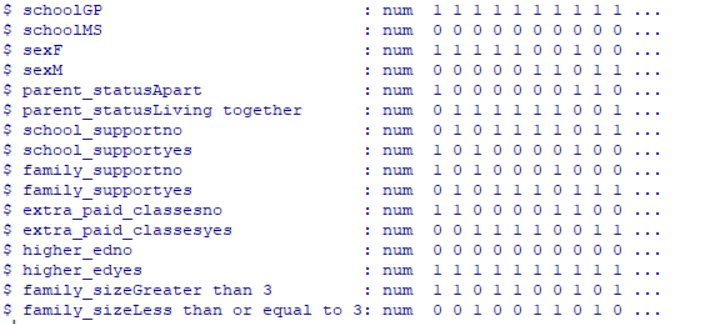 $ schoolGP : num 1 1 1 1 1 1 1 1 1 1 ...
$ schoolMS : num 0 0 0 0 0 0 0 0 0 0 ...
$ sexF : num 1 1 1 1 1 0 0 1 0 0 ...
$ sexM : num 0 0 0 0 0 1 1 0 1 1 ...
$ parent_statusApart : num 1 0 0 0 0 0 0 1 1 0 ...
$ parent_statusLiving together : num 0 1 1 1 1 1 1 0 0 1 ...
$ school_supportno : num 0 1 0 1 1 1 1 0 1 1 ...
$ school_supportyes : num 1 0 1 0 0 0 0 1 0 0 ...
$ family_supportno : num 1 0 1 0 0 0 1 0 0 0 ...
$ family_supportyes : num 0 1 0 1 1 1 0 1 1 1 ...
$ extra_paid_classesno : num 1 1 0 0 0 0 1 1 0 0 ...
$ extra_paid_classesyes : num 0 0 1 1 1 1 0 0 1 1 ...
$ higher_edno : num 0 0 0 0 0 0 0 0 0 0 ...
$ higher_edyes : num 1 1 1 1 1 1 1 1 1 1 ...
$ family_sizeGreater than 3 : num 1 1 0 1 1 0 0 1 0 1 ...
$ family_sizeLess than or equal to 3: num 0 0 1 0 0 1 1 0 1 0 ...